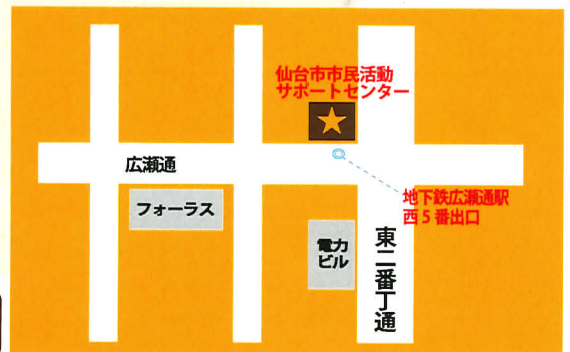 仙台市市民活動
サポートセンター
広瀬通
地下鉄広瀬通駅
西5番出口
フォーラス
電力
ビル
東二番丁通